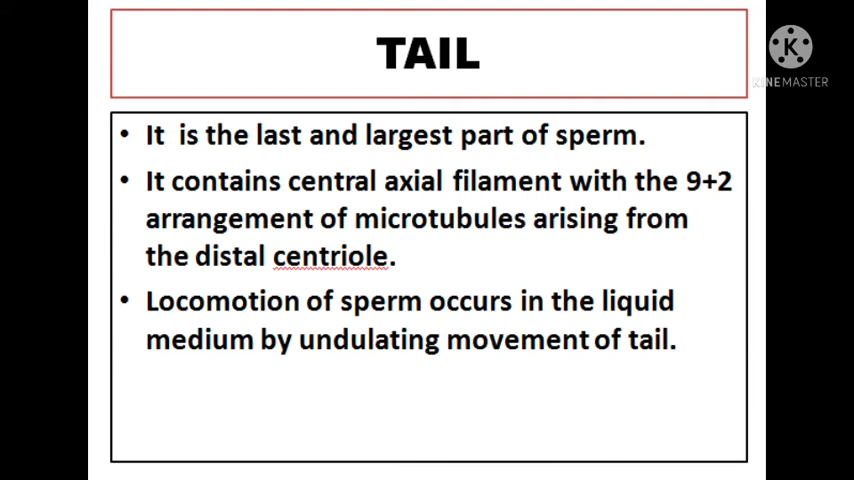 TAIL
K
KINEMASTER
• It is the last and largest part of sperm.
• It contains central axial filament with the 9+2
arrangement of microtubules arising from
the distal centriole.
• Locomotion of sperm occurs in the liquid
medium by undulating movement of tail.